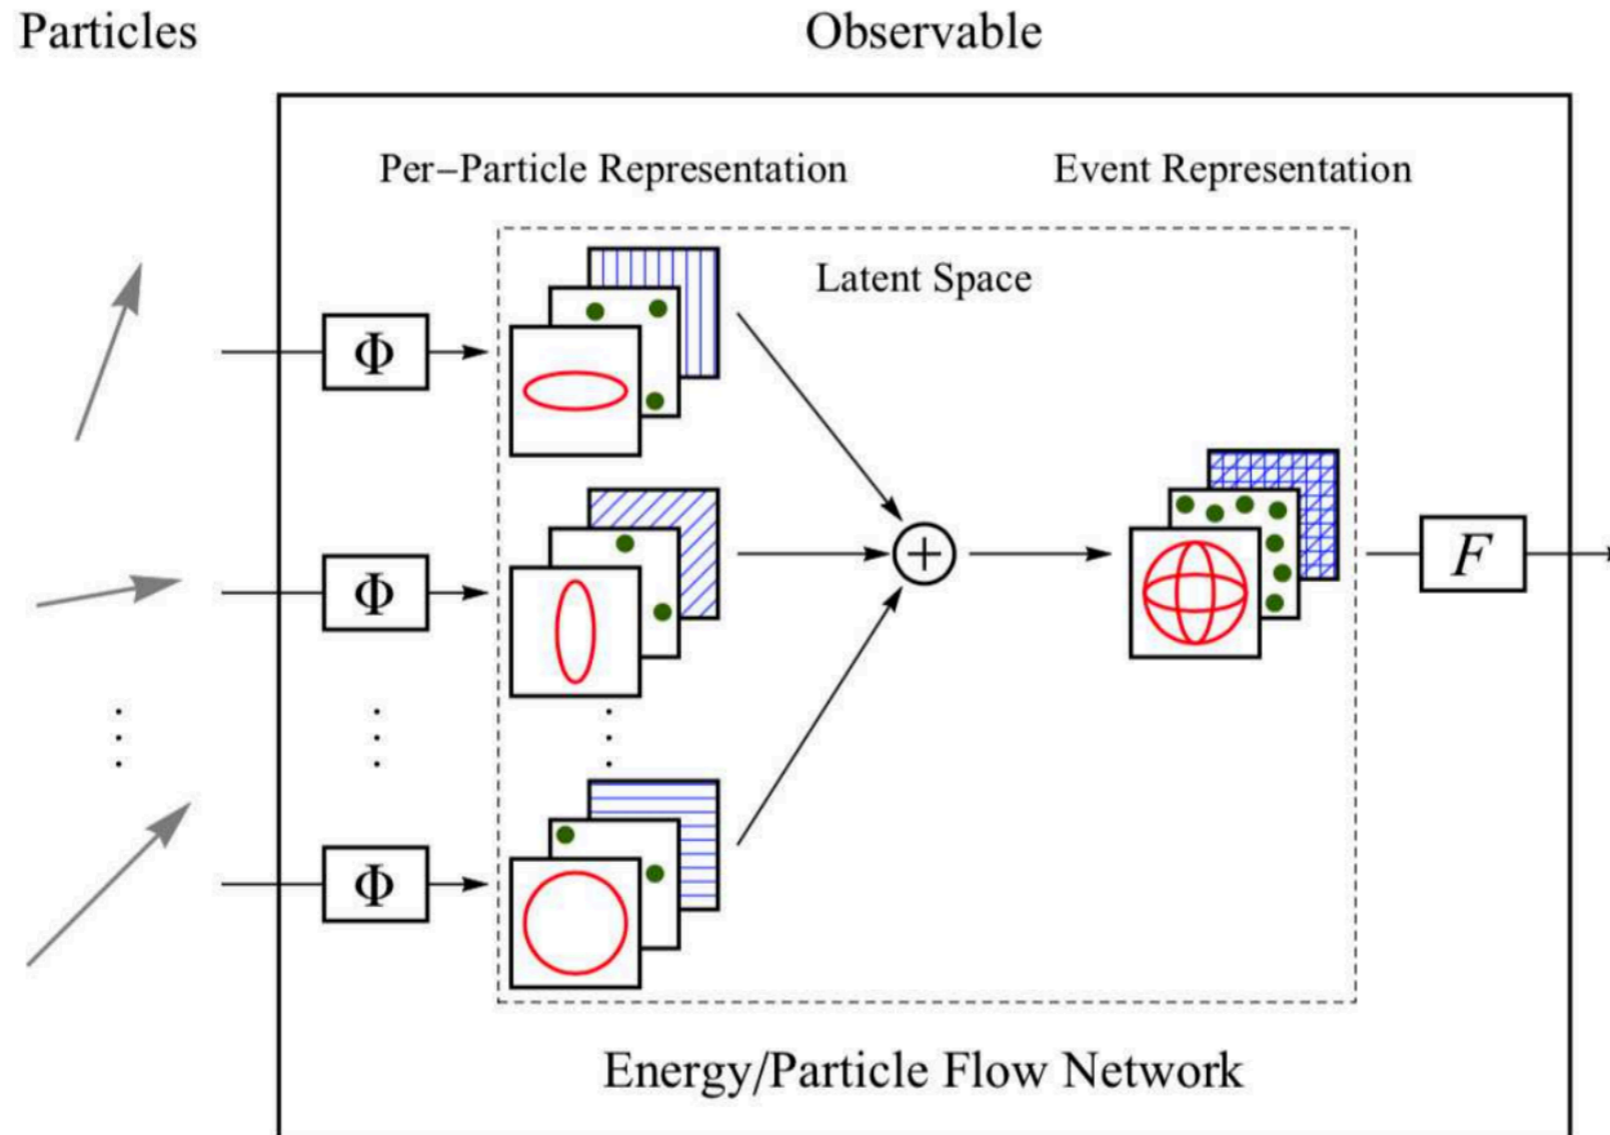 Particles
Observable
Per−Particle Representation
Event Representation
Latent Space
Φ
Φ
Φ
F
Energy/Particle Flow Network